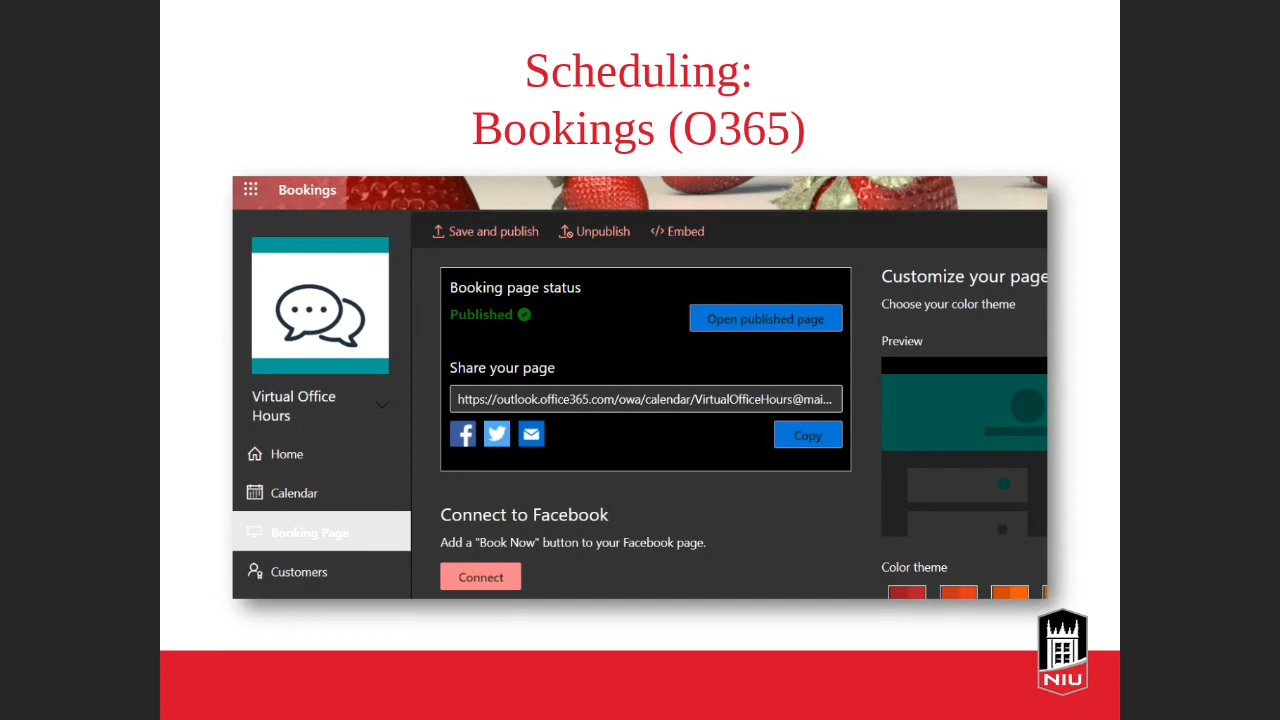 Scheduling:
Bookings (O365)
Bookings
Save and publish
Unpublish
</> Embed
Virtual Office
Hours
Home
Calendar
Booking Page
Customers
Booking page status
Published
Open published page
Share your page
https://outlook.office365.com/owa/calendar/VirtualOfficeHours@mai...
Copy
Connect to Facebook
Add a "Book Now" button to your Facebook page.
Connect
Customize your page
Choose your color theme
Preview
Color theme
NIU